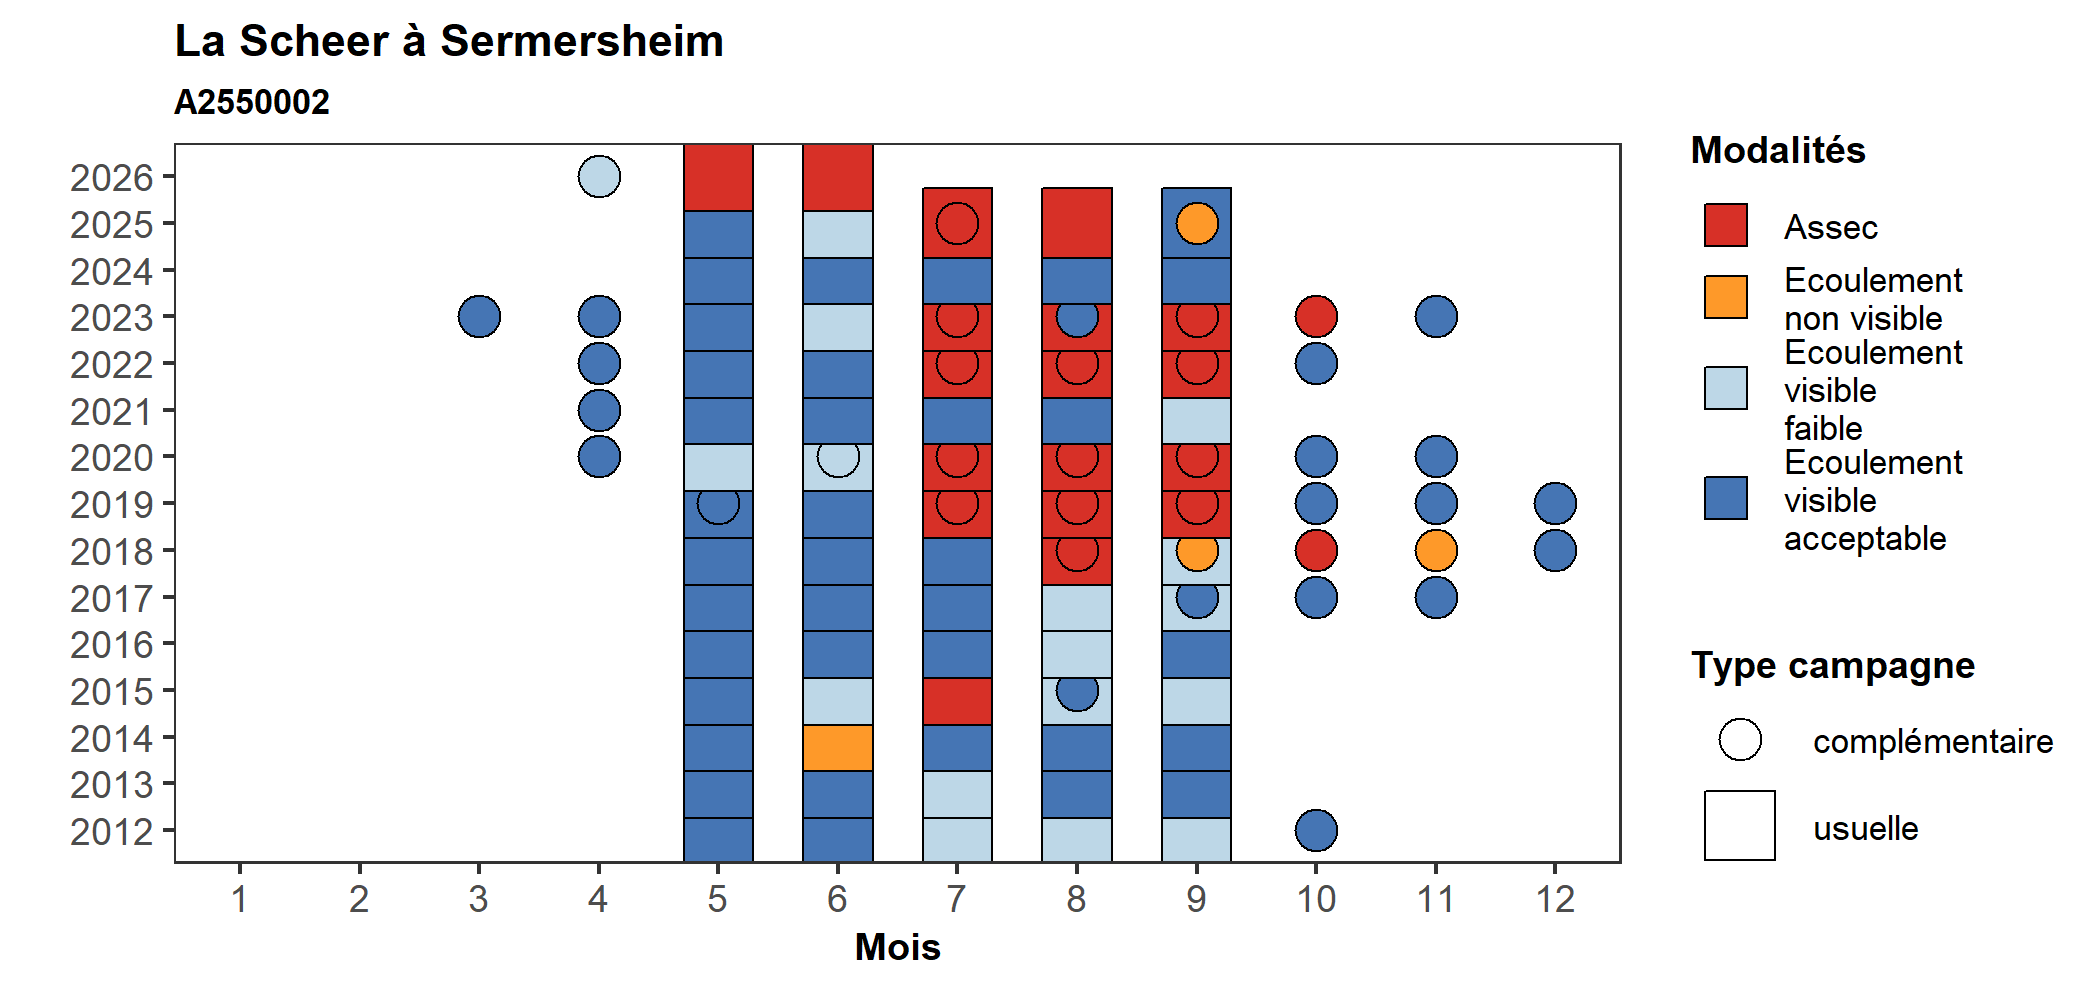 La Scheer à Sermersheim
A2550002
2026
2025
2024
2023
2022
2021
2020
2019
2018
2017
2016
2015
2014
2013
2012
1 2 3 4 5 6 7 8 9 10 11 12
Mois
Modalités
Assec
Ecoulement
non visible
Ecoulement
visible
faible
Ecoulement
visible
acceptable
Type campagne
complémentaire
usuelle